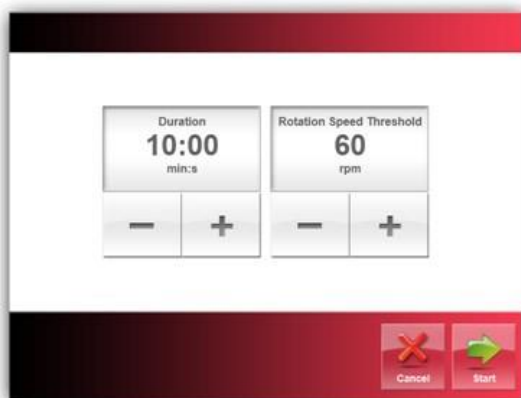 Duration
10:00
min:s
Rotation Speed Threshold
60
rpm
− +
− +
Cancel
Start